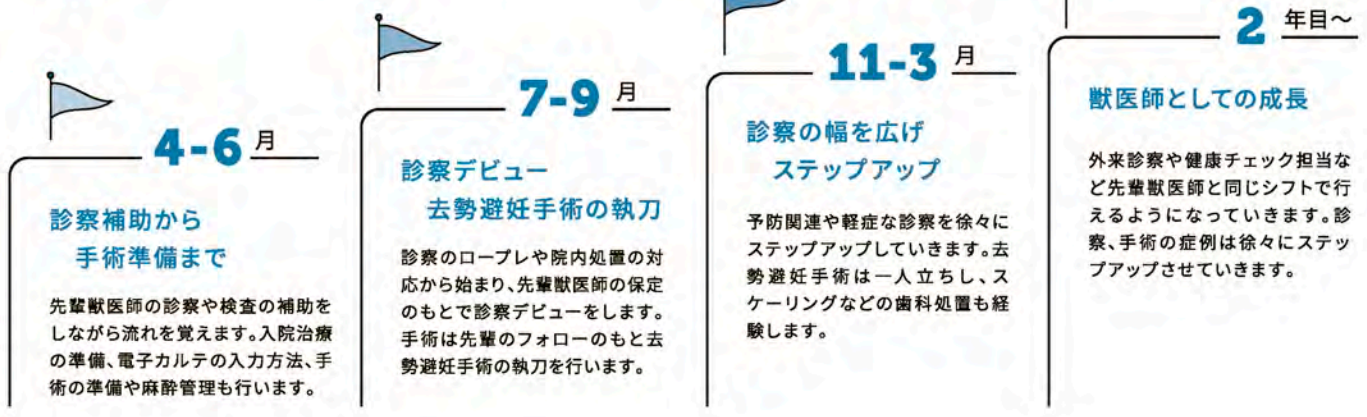 4-6 月
診察補助から
手術準備まで
先輩獣医師の診察や検査の補助を
しながら流れを覚えます。入院治療
の準備、電子カルテの入力方法、手
術の準備や麻酔管理も行います。
7-9 月
診察デビュー
去勢避妊手術の執刀
診察のロープレや院内処置の対
応から始まり、先輩獣医師の保定
のもとで診察デビューをします。
手術は先輩のフォローのもと去
勢避妊手術の執刀を行います。
11-3 月
診察の幅を広げ
ステップアップ
予防関連や軽症な診察を徐々に
ステップアップしていきます。去
勢避妊手術は一人立ちし、ス
ケーリングなどの歯科処置も経
験します。
2 年目～
獣医師としての成長
外来診察や健康チェック担当な
ど先輩獣医師と同じシフトで行
えるようになっていきます。診
察、手術の症例は徐々にステッ
プアップさせていきます。